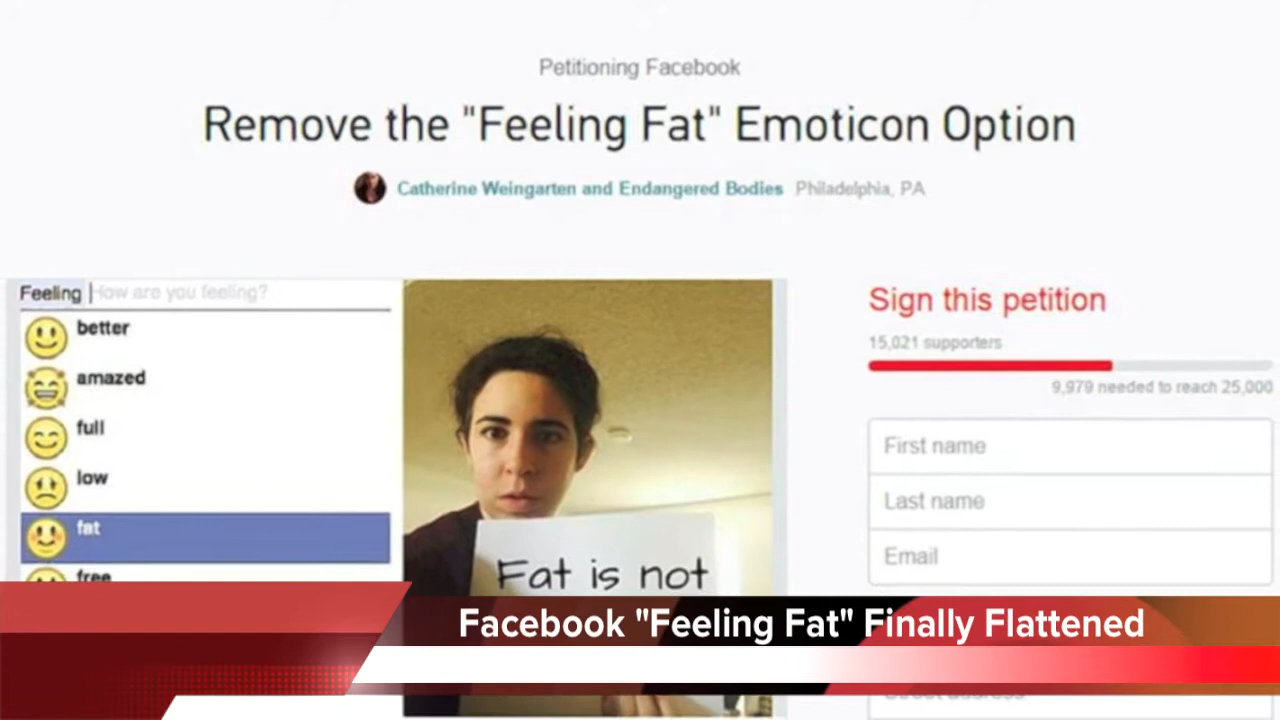 Petitioning Facebook
Remove the "Feeling Fat" Emoticon Option
Catherine Weingarten and Endangered Bodies Philadelphia, PA
Feeling How are you feeling?
better
amazed
full
low
fat
free
Fat is not
Sign this petition
15,021 supporters
9,979 needed to reach 25,000
First name
Last name
Email
Facebook "Feeling Fat" Finally Flattened
Street address